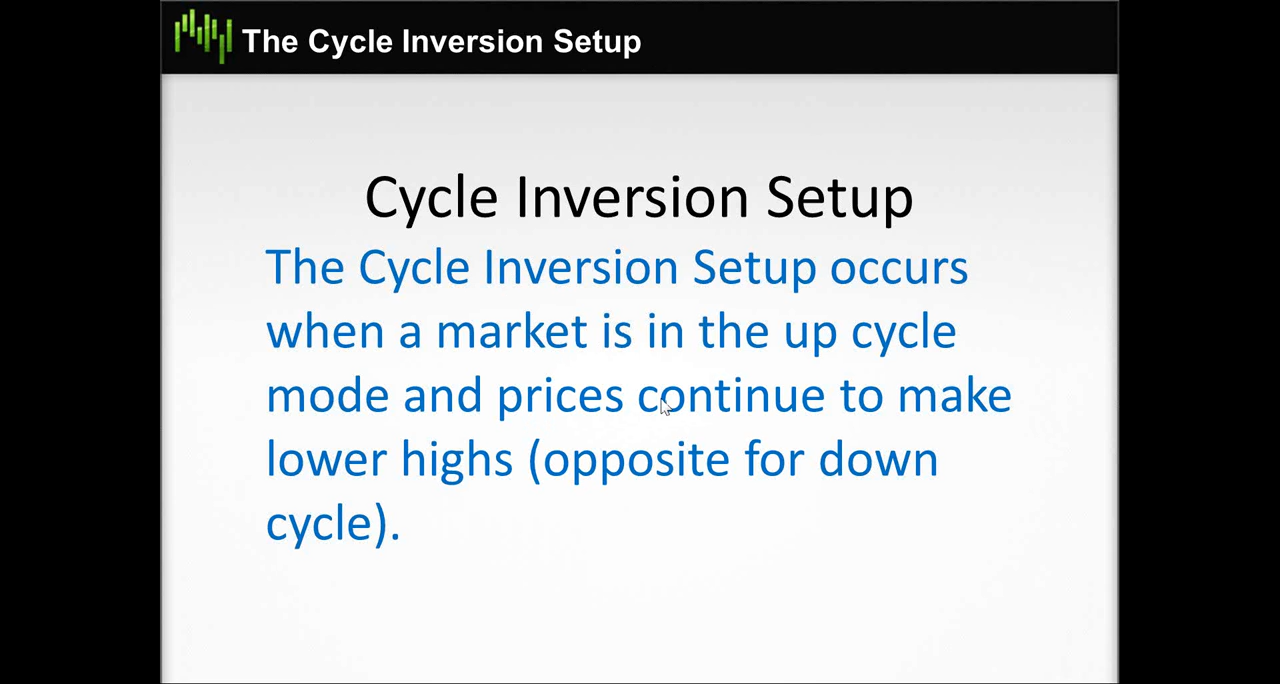 The Cycle Inversion Setup
Cycle Inversion Setup
The Cycle Inversion Setup occurs
when a market is in the up cycle
mode and prices continue to make
lower highs (opposite for down
cycle).